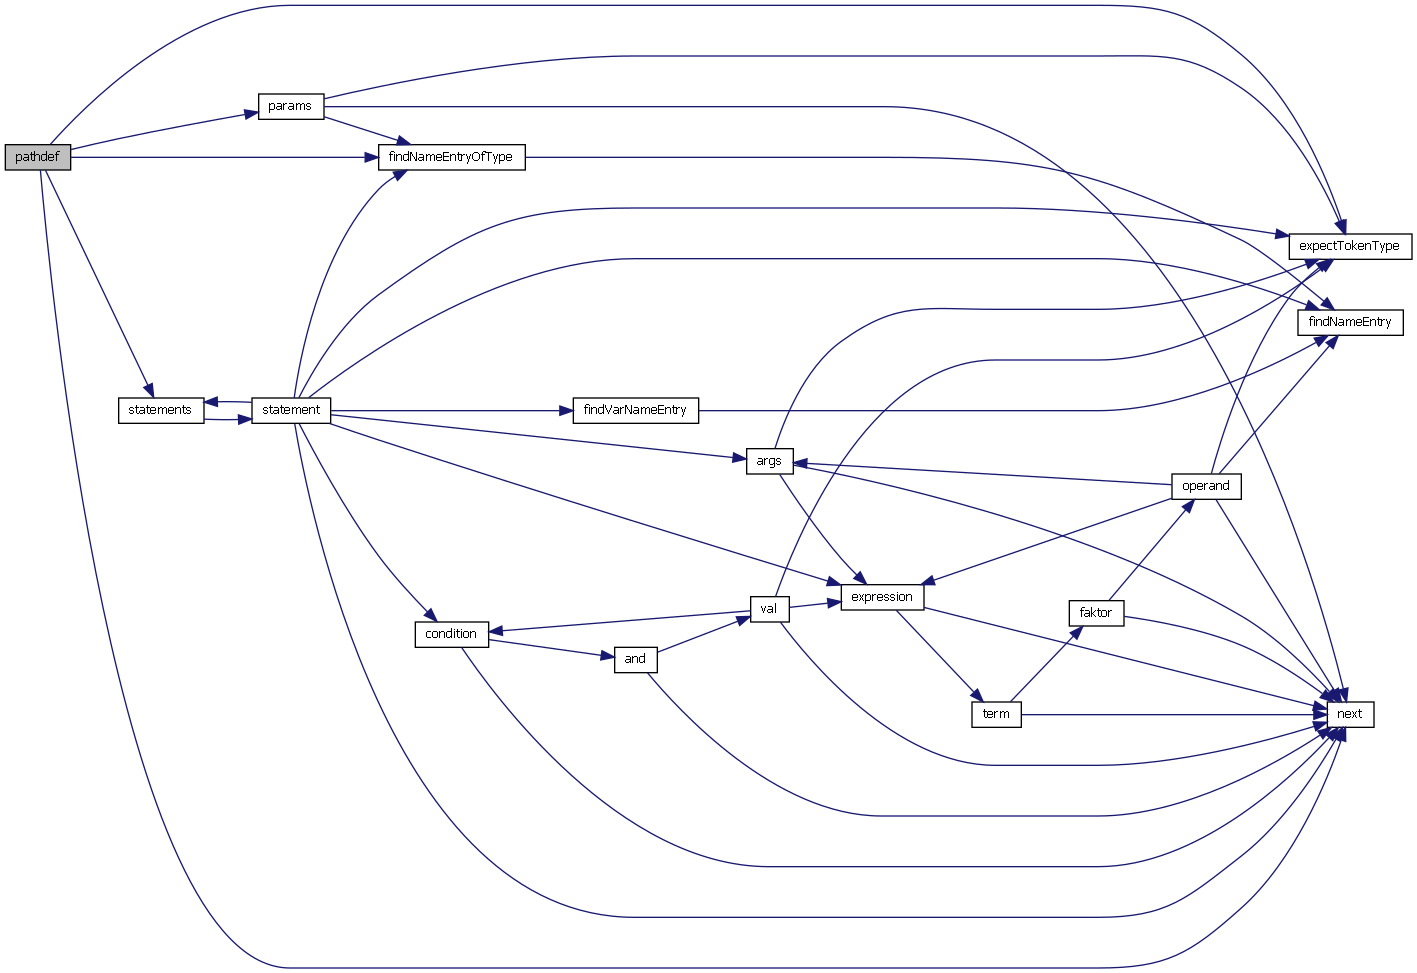 params
pathdef
findNameEntryOfType
expectTokenType
findNameEntry
statements
statement
findVarNameEntry
args
operand
expression
val
faktor
condition
and
term
next